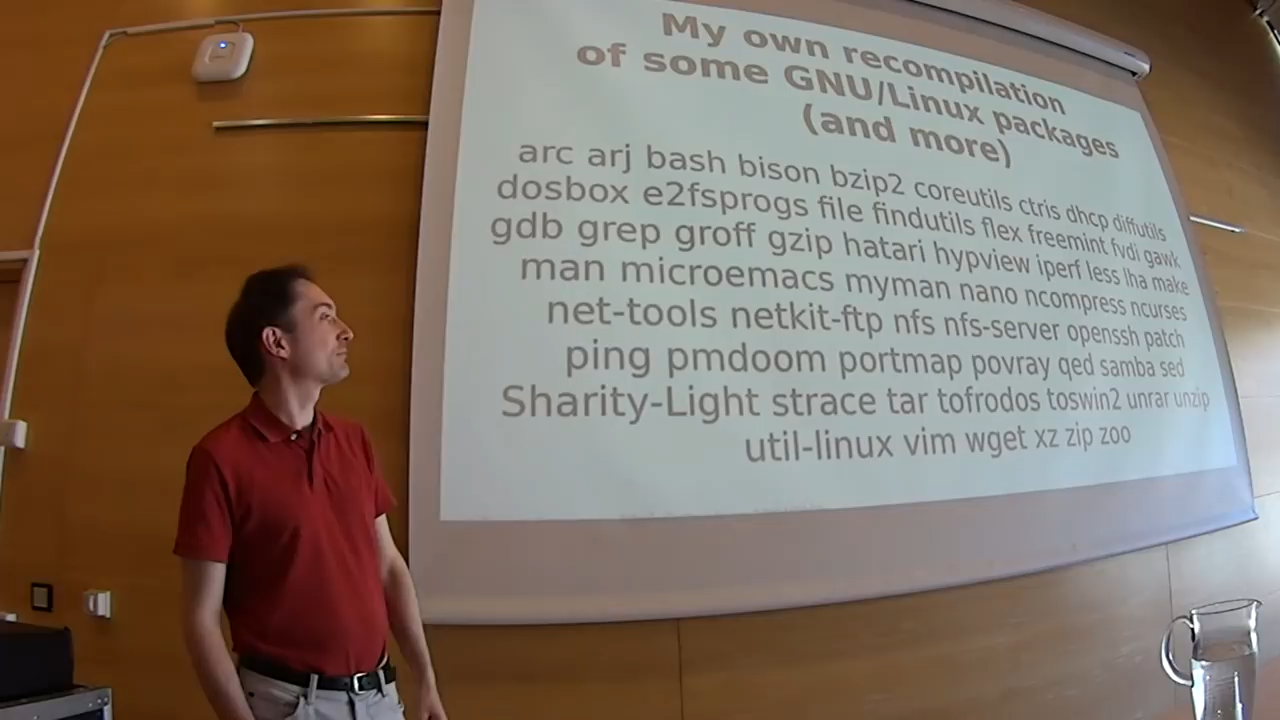 My own recompilation
of some GNU/Linux packages
(and more)
arc arj bash bison bzip2 coreutils ctris dhcp diffutils
dosbox e2fsprogs file findutils flex freemint fvdi gawk
gdb grep groff gzip hatari hypview iperf less lha make
man microemacs myman nano ncompress ncurses
net-tools netkit-ftp nfs nfs-server openssh patch
ping pmdoom portmap povray qed samba sed
Sharity-Light strace tar tofrodos toswin2 unrar unzip
util-linux vim wget xz zip zoo